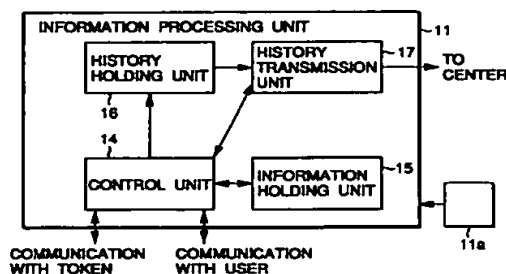 INFORMATION PROCESSING UNIT
11
HISTORY HOLDING UNIT
16
HISTORY TRANSMISSION UNIT
17
TO CENTER
14
CONTROL UNIT
15
INFORMATION HOLDING UNIT
11a
COMMUNICATION WITH TOKEN
COMMUNICATION WITH USER